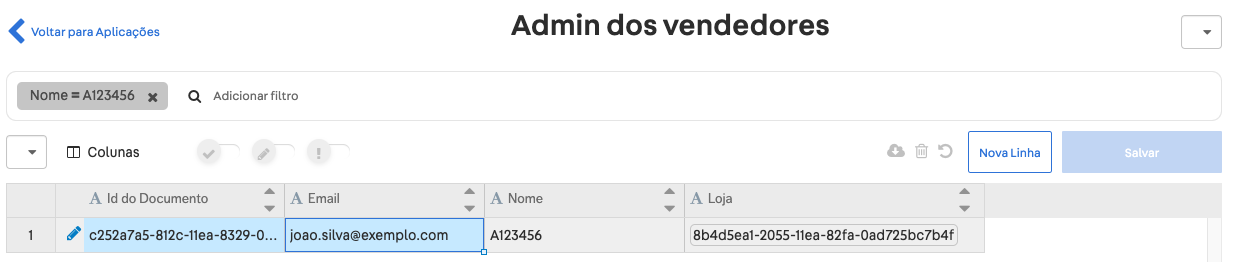 Voltar para Aplicações
Admin dos vendedores
Nome = A123456
Adicionar filtro
Colunas
Nova Linha
Salvar
Id do Documento Email Nome Loja
1 c252a7a5-812c-11ea-8329-0... joao.silva@exemplo.com A123456 8b4d5ea1-2055-11ea-82fa-0ad725bc7b4f